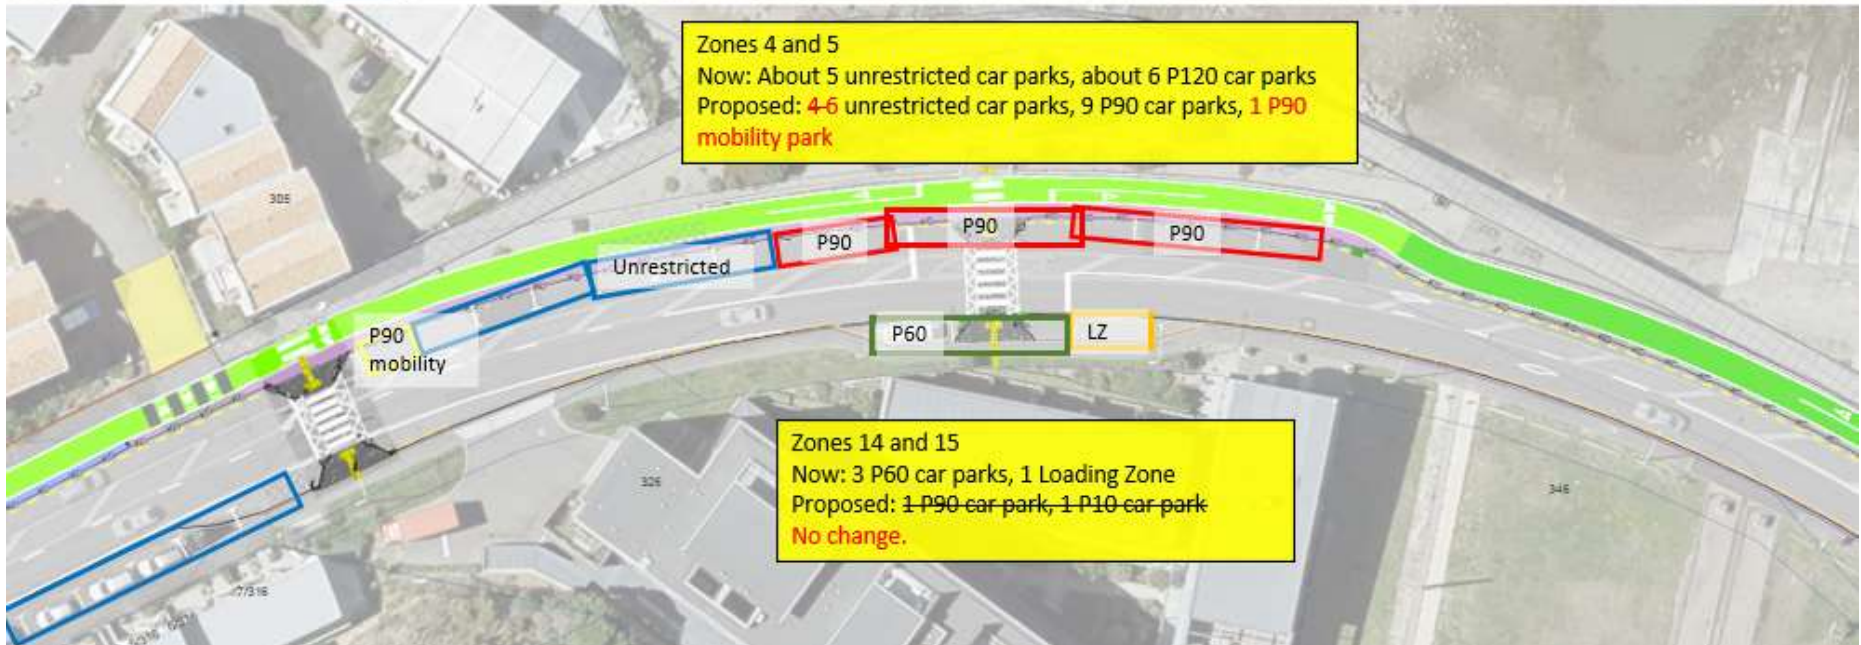 Zones 4 and 5
Now: About 5 unrestricted car parks, about 6 P120 car parks
Proposed: 4-6 unrestricted car parks, 9 P90 car parks, 1 P90
mobility park
305
P90
P90
P90
Unrestricted
P90
mobility
P60
LZ
Zones 14 and 15
Now: 3 P60 car parks, 1 Loading Zone
Proposed: 1 P90 car park, 1 P10 car park
No change.
326
346
7/316